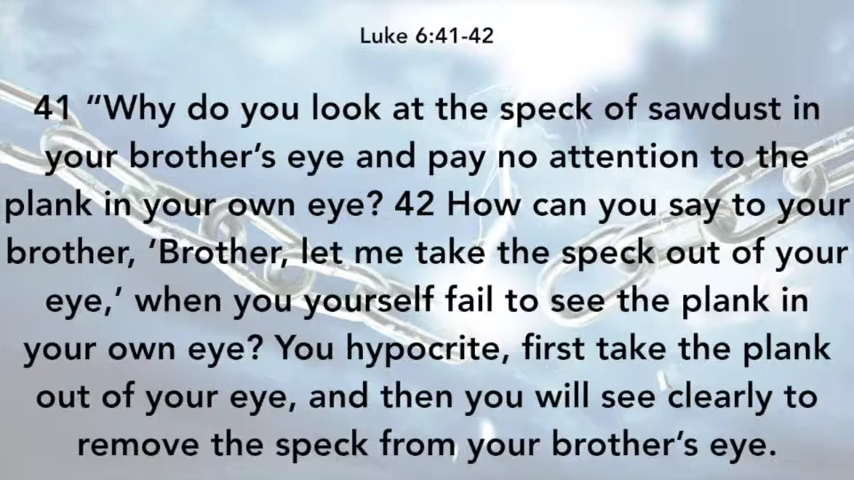 Luke 6:41-42
41 “Why do you look at the speck of sawdust in
your brother’s eye and pay no attention to the
plank in your own eye? 42 How can you say to your
brother, ‘Brother, let me take the speck out of your
eye,’ when you yourself fail to see the plank in
your own eye? You hypocrite, first take the plank
out of your eye, and then you will see clearly to
remove the speck from your brother’s eye.